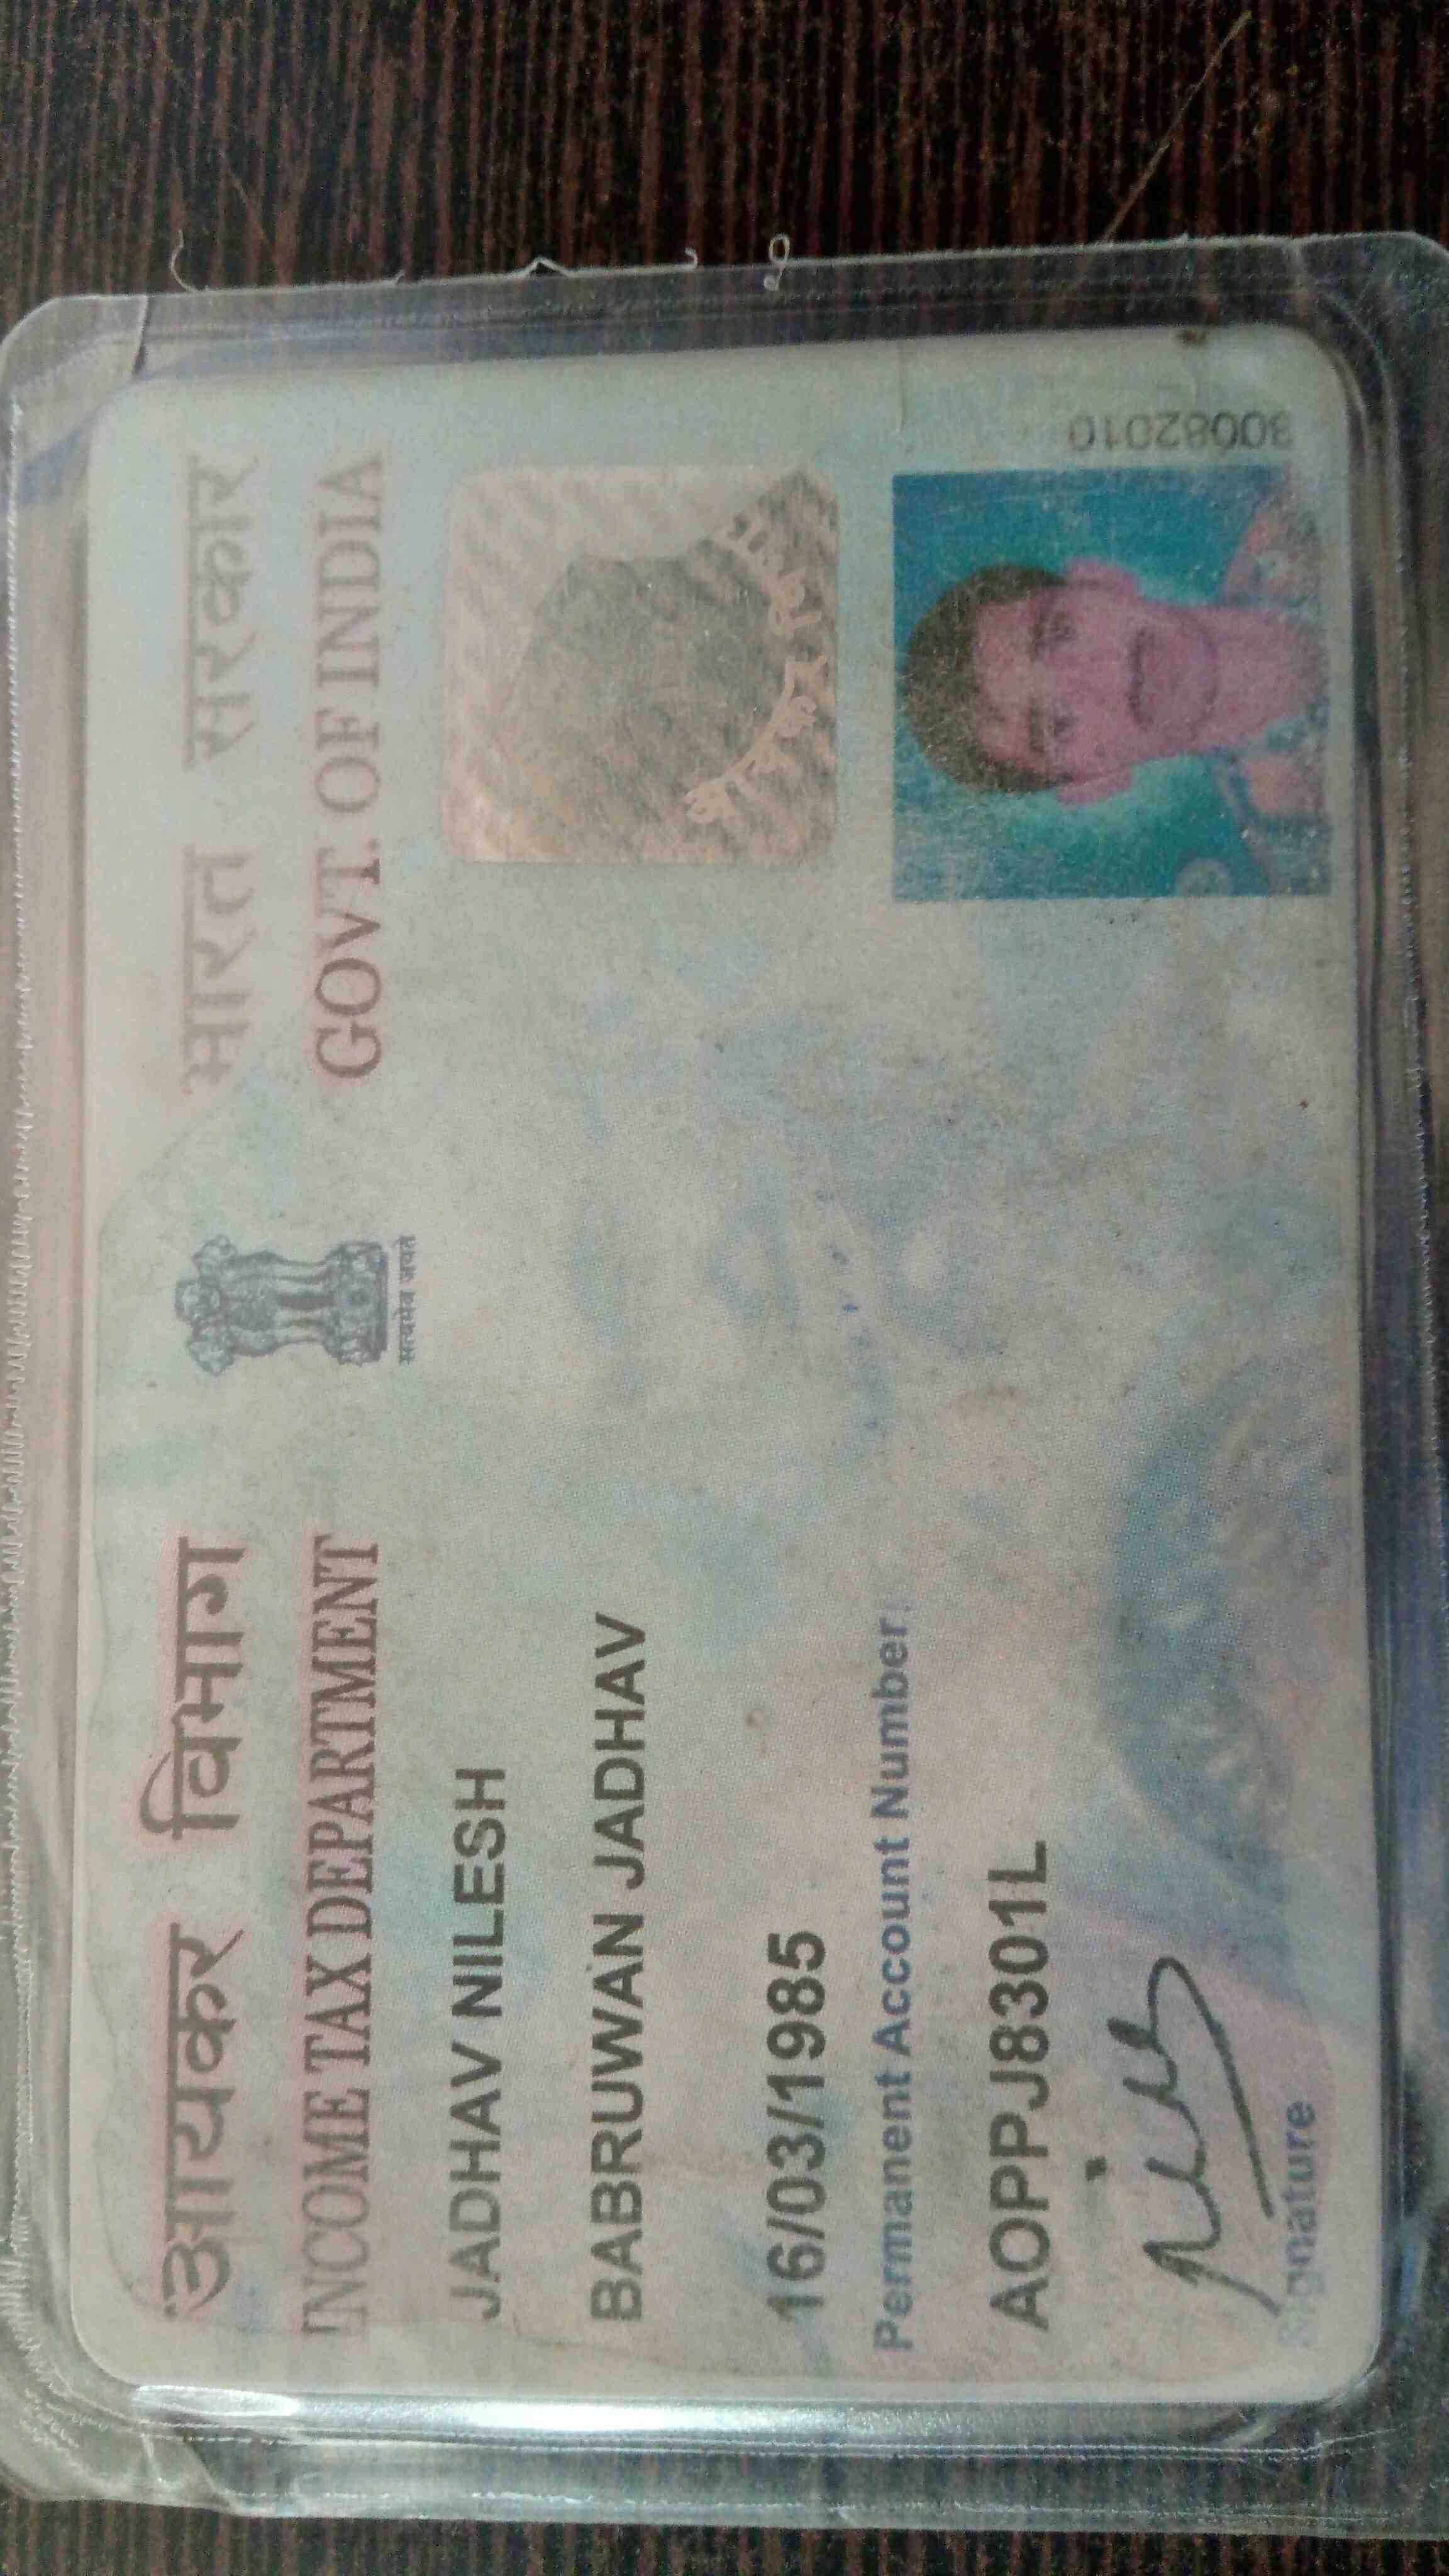 आयकर विभाग
INCOME TAX DEPARTMENT
सत्यमेव जयते
भारत सरकार
GOVT. OF INDIA
JADHAV NILESH
BABRUWAN JADHAV
16/03/1985
Permanent Account Number
AOPPJ8301L
Signature
30082010